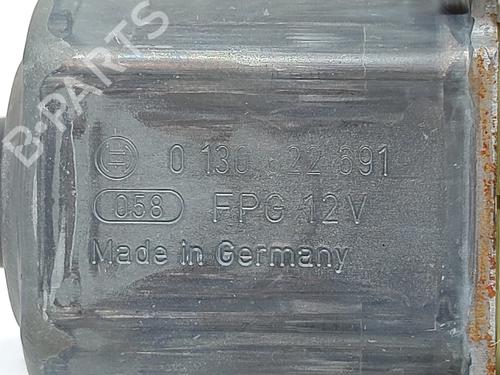 B-PARTS
0 130 822 691
058 FPG 12V
Made in Germany